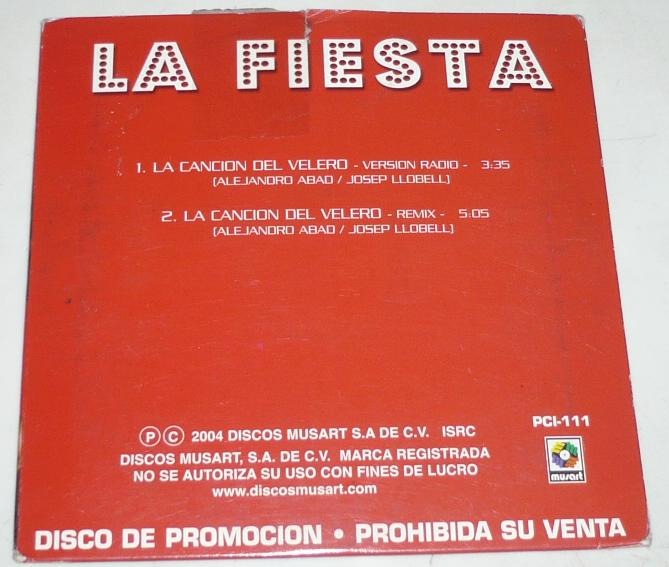 LA FIESTA
1. LA CANCION DEL VELERO - VERSION RADIO - 3:35
[ALEJANDRO ABAD / JOSEP LLOBELL]
2. LA CANCION DEL VELERO - REMIX - 5:05
[ALEJANDRO ABAD / JOSEP LLOBELL]
PCI-111
Ⓟ Ⓒ 2004 DISCOS MUSART S.A DE C.V. ISRC
DISCOS MUSART, S.A. DE C.V. MARCA REGISTRADA
NO SE AUTORIZA SU USO CON FINES DE LUCRO
www.discosmusart.com
musart
DISCO DE PROMOCION • PROHIBIDA SU VENTA